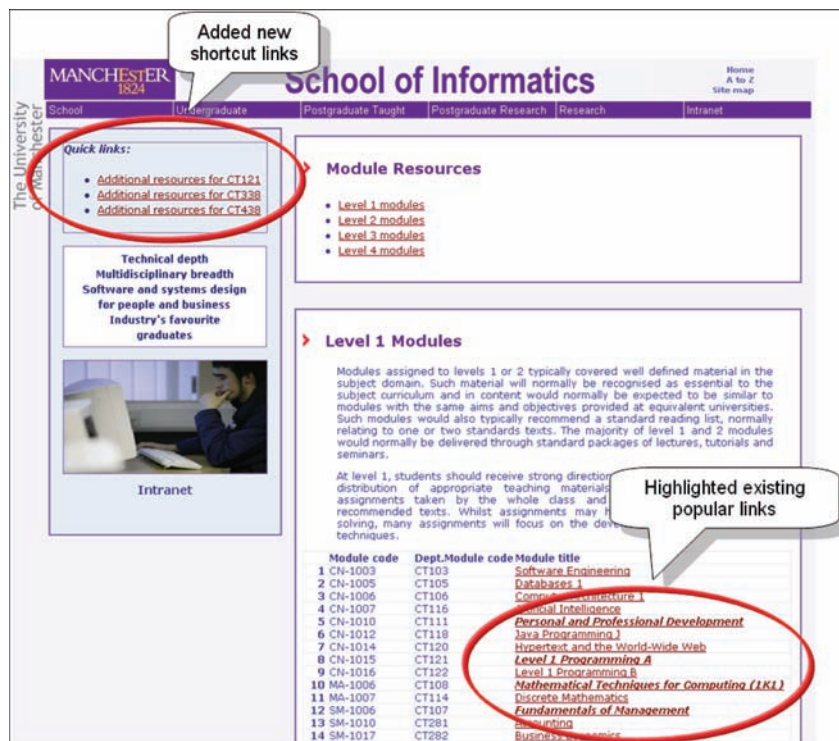 Added new
shortcut links
MANCHESTER
1824
School of Informatics
Home
A to Z
Site map
The University
of Manchester
School Undergraduate Postgraduate Taught Postgraduate Research Research Intranet
Quick links:
• Additional resources for CT121
• Additional resources for CT338
• Additional resources for CT438
Technical depth
Multidisciplinary breadth
Software and systems design
for people and business
Industry's favourite
graduates
Intranet
Module Resources
• Level 1 modules
• Level 2 modules
• Level 3 modules
• Level 4 modules
Level 1 Modules
Modules assigned to levels 1 or 2 typically covered well defined material in the
subject domain. Such material will normally be recognised as essential to the
subject curriculum and in content would normally be expected to be similar to
modules with the same aims and objectives provided at equivalent universities.
Such modules would also typically recommend a standard reading list, normally
relating to one or two standards texts. The majority of level 1 and 2 modules
would normally be delivered through standard packages of lectures, tutorials and
seminars.
At level 1, students should receive strong direction
distribution of appropriate teaching materials
assignments taken by the whole class and
recommended texts. Whilst assignments may
solving, many assignments will focus on the
techniques.
Highlighted existing
popular links
Module code Dept.Module code Module title
1 CN-1003 CT103 Software Engineering
2 CN-1005 CT105 Databases 1
3 CN-1006 CT106 Computer Architecture 1
4 CN-1007 CT116 Artificial Intelligence
5 CN-1010 CT111 Personal and Professional Development
6 CN-1012 CT118 Java Programming J
7 CN-1014 CT120 Hypertext and the World-Wide Web
8 CN-1015 CT121 Level 1 Programming A
9 CN-1016 CT122 Level 1 Programming B
10 MA-1006 CT108 Mathematical Techniques for Computing (1K1)
11 MA-1007 CT114 Discrete Mathematics
12 SM-1006 CT107 Fundamentals of Management
13 SM-1010 CT281 Accounting
14 SM-1017 CT282 Business Economics